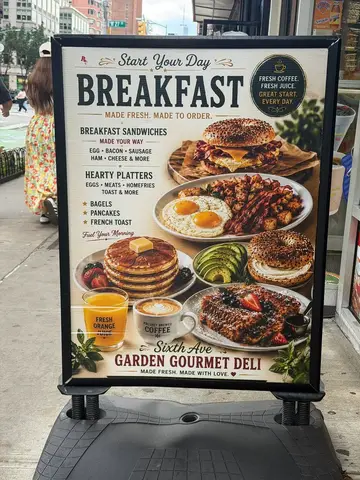 Start Your Day
BREAKFAST
MADE FRESH. MADE TO ORDER.
FRESH COFFEE.
FRESH JUICE.
GREAT START.
EVERY DAY.
BREAKFAST SANDWICHES
MADE YOUR WAY
EGG • BACON • SAUSAGE
HAM • CHEESE & MORE
HEARTY PLATTERS
EGGS • MEATS • HOMEFRIES
TOAST & MORE
★ BAGELS
★ PANCAKES
★ FRENCH TOAST
Fuel Your Morning
FRESH
ORANGE
JUICE
COFFEE
Sixth Ave
GARDEN GOURMET DELI
MADE FRESH. MADE WITH LOVE. ♥